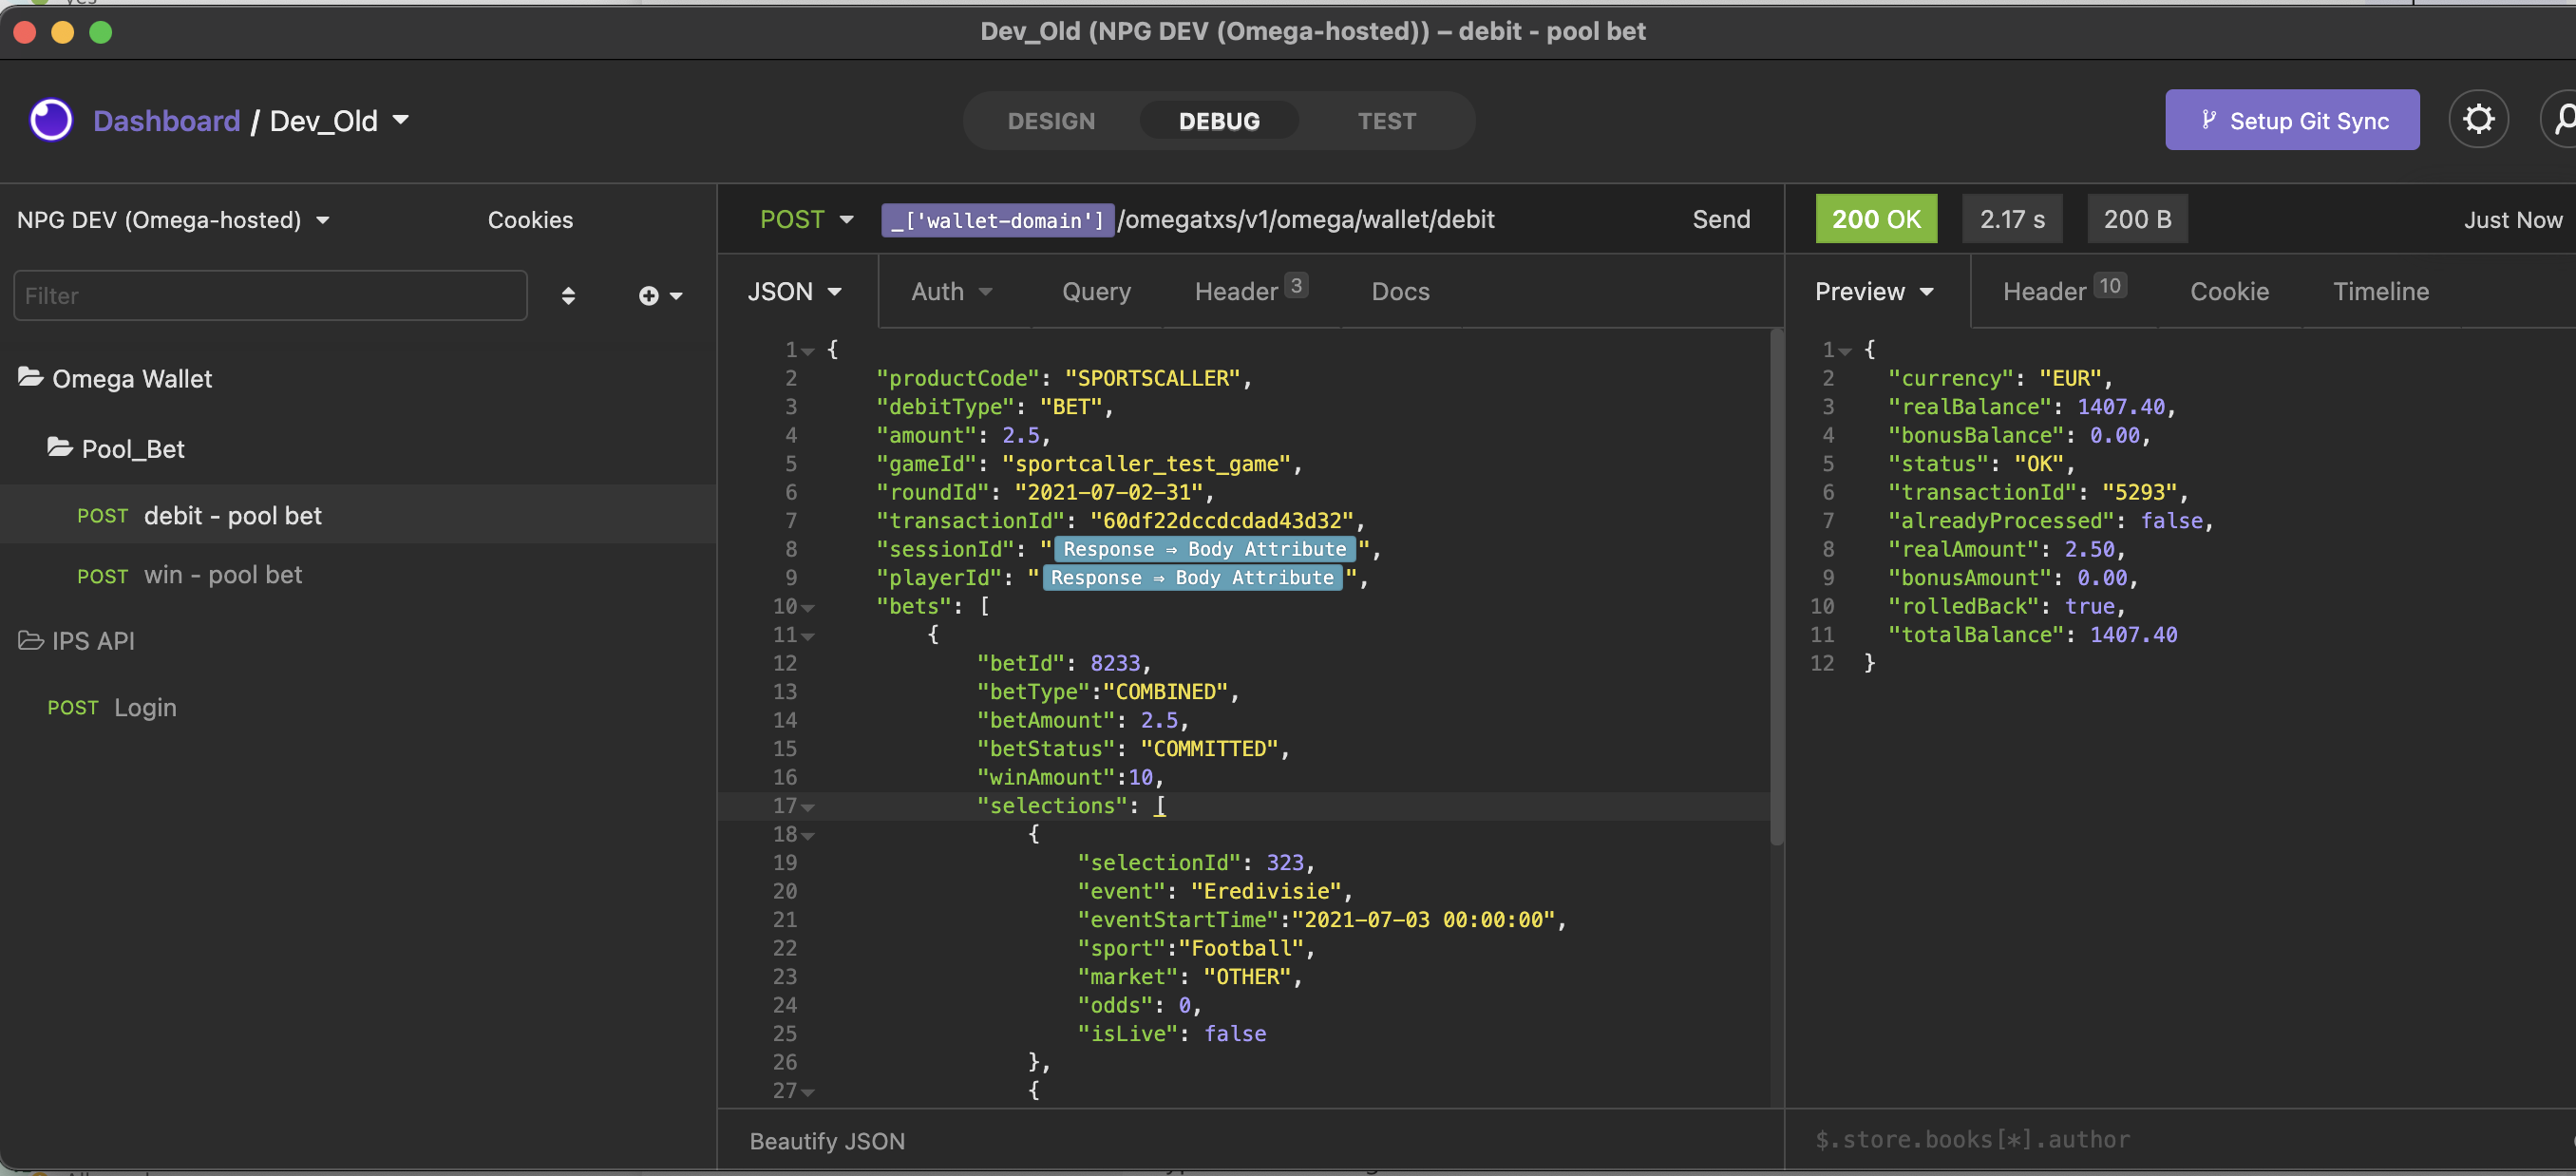 yes
Dev_Old (NPG DEV (Omega-hosted)) – debit - pool bet
Dashboard / Dev_Old
DESIGN DEBUG TEST
Setup Git Sync
NPG DEV (Omega-hosted) Cookies
Filter
Omega Wallet
Pool_Bet
POST debit - pool bet
POST win - pool bet
IPS API
POST Login
POST _['wallet-domain'] /omegatxs/v1/omega/wallet/debit Send
JSON Auth Query Header 3 Docs
1 {
2 "productCode": "SPORTSCALLER",
3 "debitType": "BET",
4 "amount": 2.5,
5 "gameId": "sportcaller_test_game",
6 "roundId": "2021-07-02-31",
7 "transactionId": "60df22dccdcdad43d32",
8 "sessionId": "Response ⇒ Body Attribute",
9 "playerId": "Response ⇒ Body Attribute",
10 "bets": [
11 {
12 "betId": 8233,
13 "betType":"COMBINED",
14 "betAmount": 2.5,
15 "betStatus": "COMMITTED",
16 "winAmount":10,
17 "selections": [
18 {
19 "selectionId": 323,
20 "event": "Eredivisie",
21 "eventStartTime":"2021-07-03 00:00:00",
22 "sport":"Football",
23 "market": "OTHER",
24 "odds": 0,
25 "isLive": false
26 },
27 {
Beautify JSON
200 OK 2.17 s 200 B Just Now
Preview Header 10 Cookie Timeline
1 {
2 "currency": "EUR",
3 "realBalance": 1407.40,
4 "bonusBalance": 0.00,
5 "status": "OK",
6 "transactionId": "5293",
7 "alreadyProcessed": false,
8 "realAmount": 2.50,
9 "bonusAmount": 0.00,
10 "rolledBack": true,
11 "totalBalance": 1407.40
12 }
$.store.books[*].author